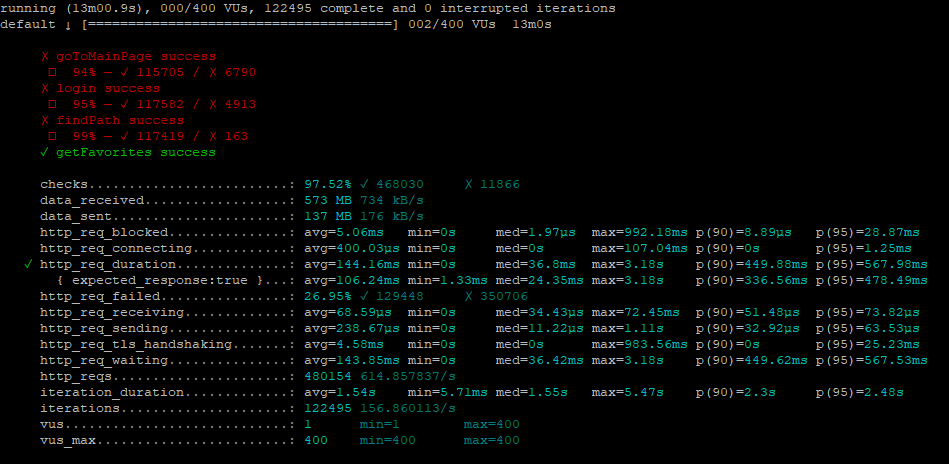 running (13m00.9s), 000/400 VUs, 122495 complete and 0 interrupted iterations
default ↓ [======================================] 002/400 VUs  13m0s
✗ goToMainPage success
94% — ✓ 115705 / ✗ 6790
✗ login success
95% — ✓ 117582 / ✗ 4913
✗ findPath success
99% — ✓ 117419 / ✗ 163
✓ getFavorites success
checks.........................: 97.52% ✓ 468030     ✗ 11866
data_received..................: 573 MB 734 kB/s
data_sent......................: 137 MB 176 kB/s
http_req_blocked...............: avg=5.06ms   min=0s     med=1.97µs  max=992.18ms p(90)=8.89µs   p(95)=28.87ms
http_req_connecting............: avg=400.03µs min=0s     med=0s      max=107.04ms p(90)=0s       p(95)=1.25ms
✓ http_req_duration..............: avg=144.16ms min=0s     med=36.8ms  max=3.18s    p(90)=449.88ms p(95)=567.98ms
{ expected_response:true }...: avg=106.24ms min=1.33ms med=24.35ms max=3.18s    p(90)=336.56ms p(95)=478.49ms
http_req_failed................: 26.95% ✓ 129448     ✗ 350706
http_req_receiving.............: avg=68.59µs  min=0s     med=34.43µs max=72.45ms  p(90)=51.48µs  p(95)=73.82µs
http_req_sending...............: avg=238.67µs min=0s     med=11.22µs max=1.11s    p(90)=32.92µs  p(95)=63.53µs
http_req_tls_handshaking.......: avg=4.58ms   min=0s     med=0s      max=983.56ms p(90)=0s       p(95)=25.23ms
http_req_waiting...............: avg=143.85ms min=0s     med=36.42ms max=3.18s    p(90)=449.62ms p(95)=567.53ms
http_reqs......................: 480154 614.857837/s
iteration_duration.............: avg=1.54s    min=5.71ms med=1.55s   max=5.47s    p(90)=2.3s     p(95)=2.48s
iterations.....................: 122495 156.860113/s
vus............................: 1      min=1        max=400
vus_max........................: 400    min=400      max=400